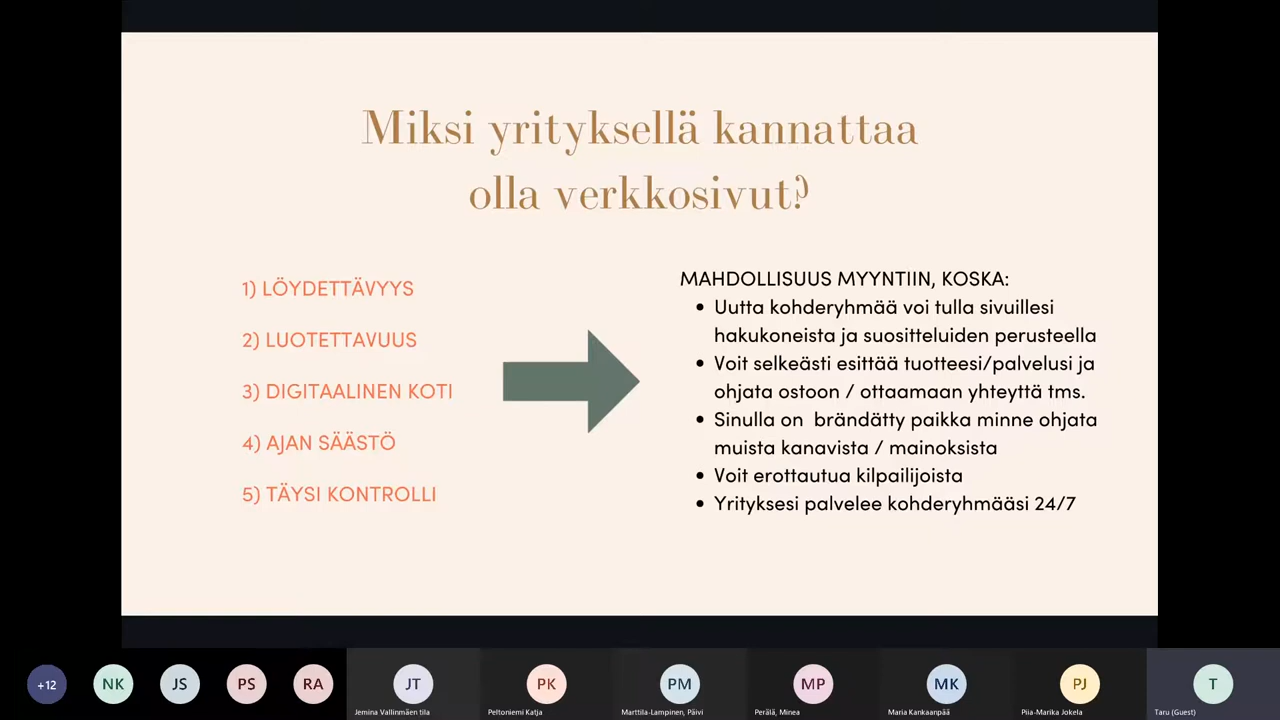 Miksi yrityksellä kannattaa
olla verkkosivut?
1) LÖYDETTÄVYYS
2) LUOTETTAVUUS
3) DIGITAALINEN KOTI
4) AJAN SÄÄSTÖ
5) TÄYSI KONTROLLI
MAHDOLLISUUS MYYNTIIN, KOSKA:
• Uutta kohderyhmää voi tulla sivuillesi
hakukoneista ja suositteluiden perusteella
• Voit selkeästi esittää tuotteesi/palvelusi ja
ohjata ostoon / ottaamaan yhteyttä tms.
• Sinulla on  brändätty paikka minne ohjata
muista kanavista / mainoksista
• Voit erottautua kilpailijoista
• Yrityksesi palvelee kohderyhmääsi 24/7
+12
NK
JS
PS
RA
JT
PK
PM
MP
MK
PJ
T
Jemina Vallinmäen tila
Peltoniemi Katja
Marttila-Lampinen, Päivi
Perälä, Minea
Maria Kankaanpää
Piia-Marika Jokela
Taru (Guest)